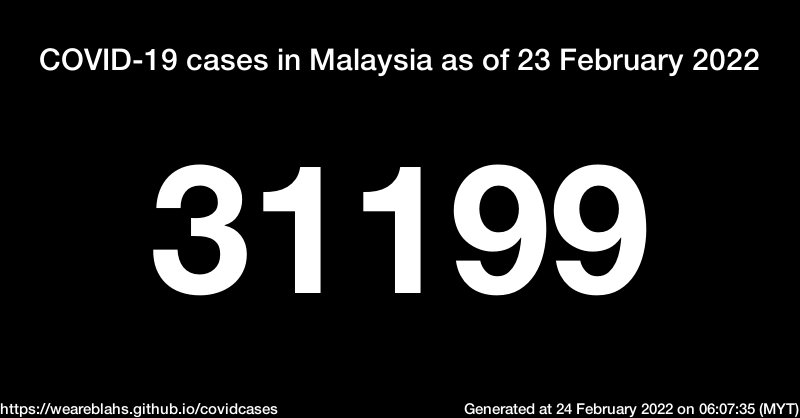 COVID-19 cases in Malaysia as of 23 February 2022
31199
https://weareblahs.github.io/covidcases
Generated at 24 February 2022 on 06:07:35 (MYT)